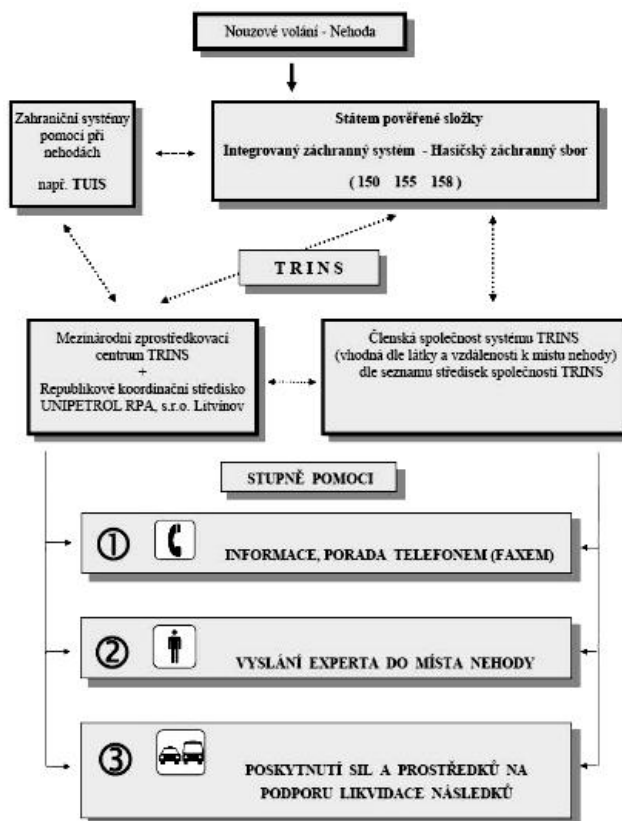 Nouzové volání - Nehoda
Zahraniční systémy
pomoci při
nehodách
např. TUIS
Státem pověřené složky
Integrovaný záchranný systém - Hasičský záchranný sbor
( 150 155 158 )
T R I N S
Mezinárodní zprostředkovací
centrum TRINS
+
Republikové koordinační středisko
UNIPETROL RPA, s.r.o. Litvínov
Členská společnost systému TRINS
(vhodná dle látky a vzdálenosti k místu nehody)
dle seznamu středisek společností TRINS
STUPNĚ POMOCI
1
INFORMACE, PORADA TELEFONEM (FAXEM)
2
VYSLÁNÍ EXPERTA DO MÍSTA NEHODY
3
POSKYTNUTÍ SIL A PROSTŘEDKŮ NA
PODPORU LIKVIDACE NÁSLEDKŮ